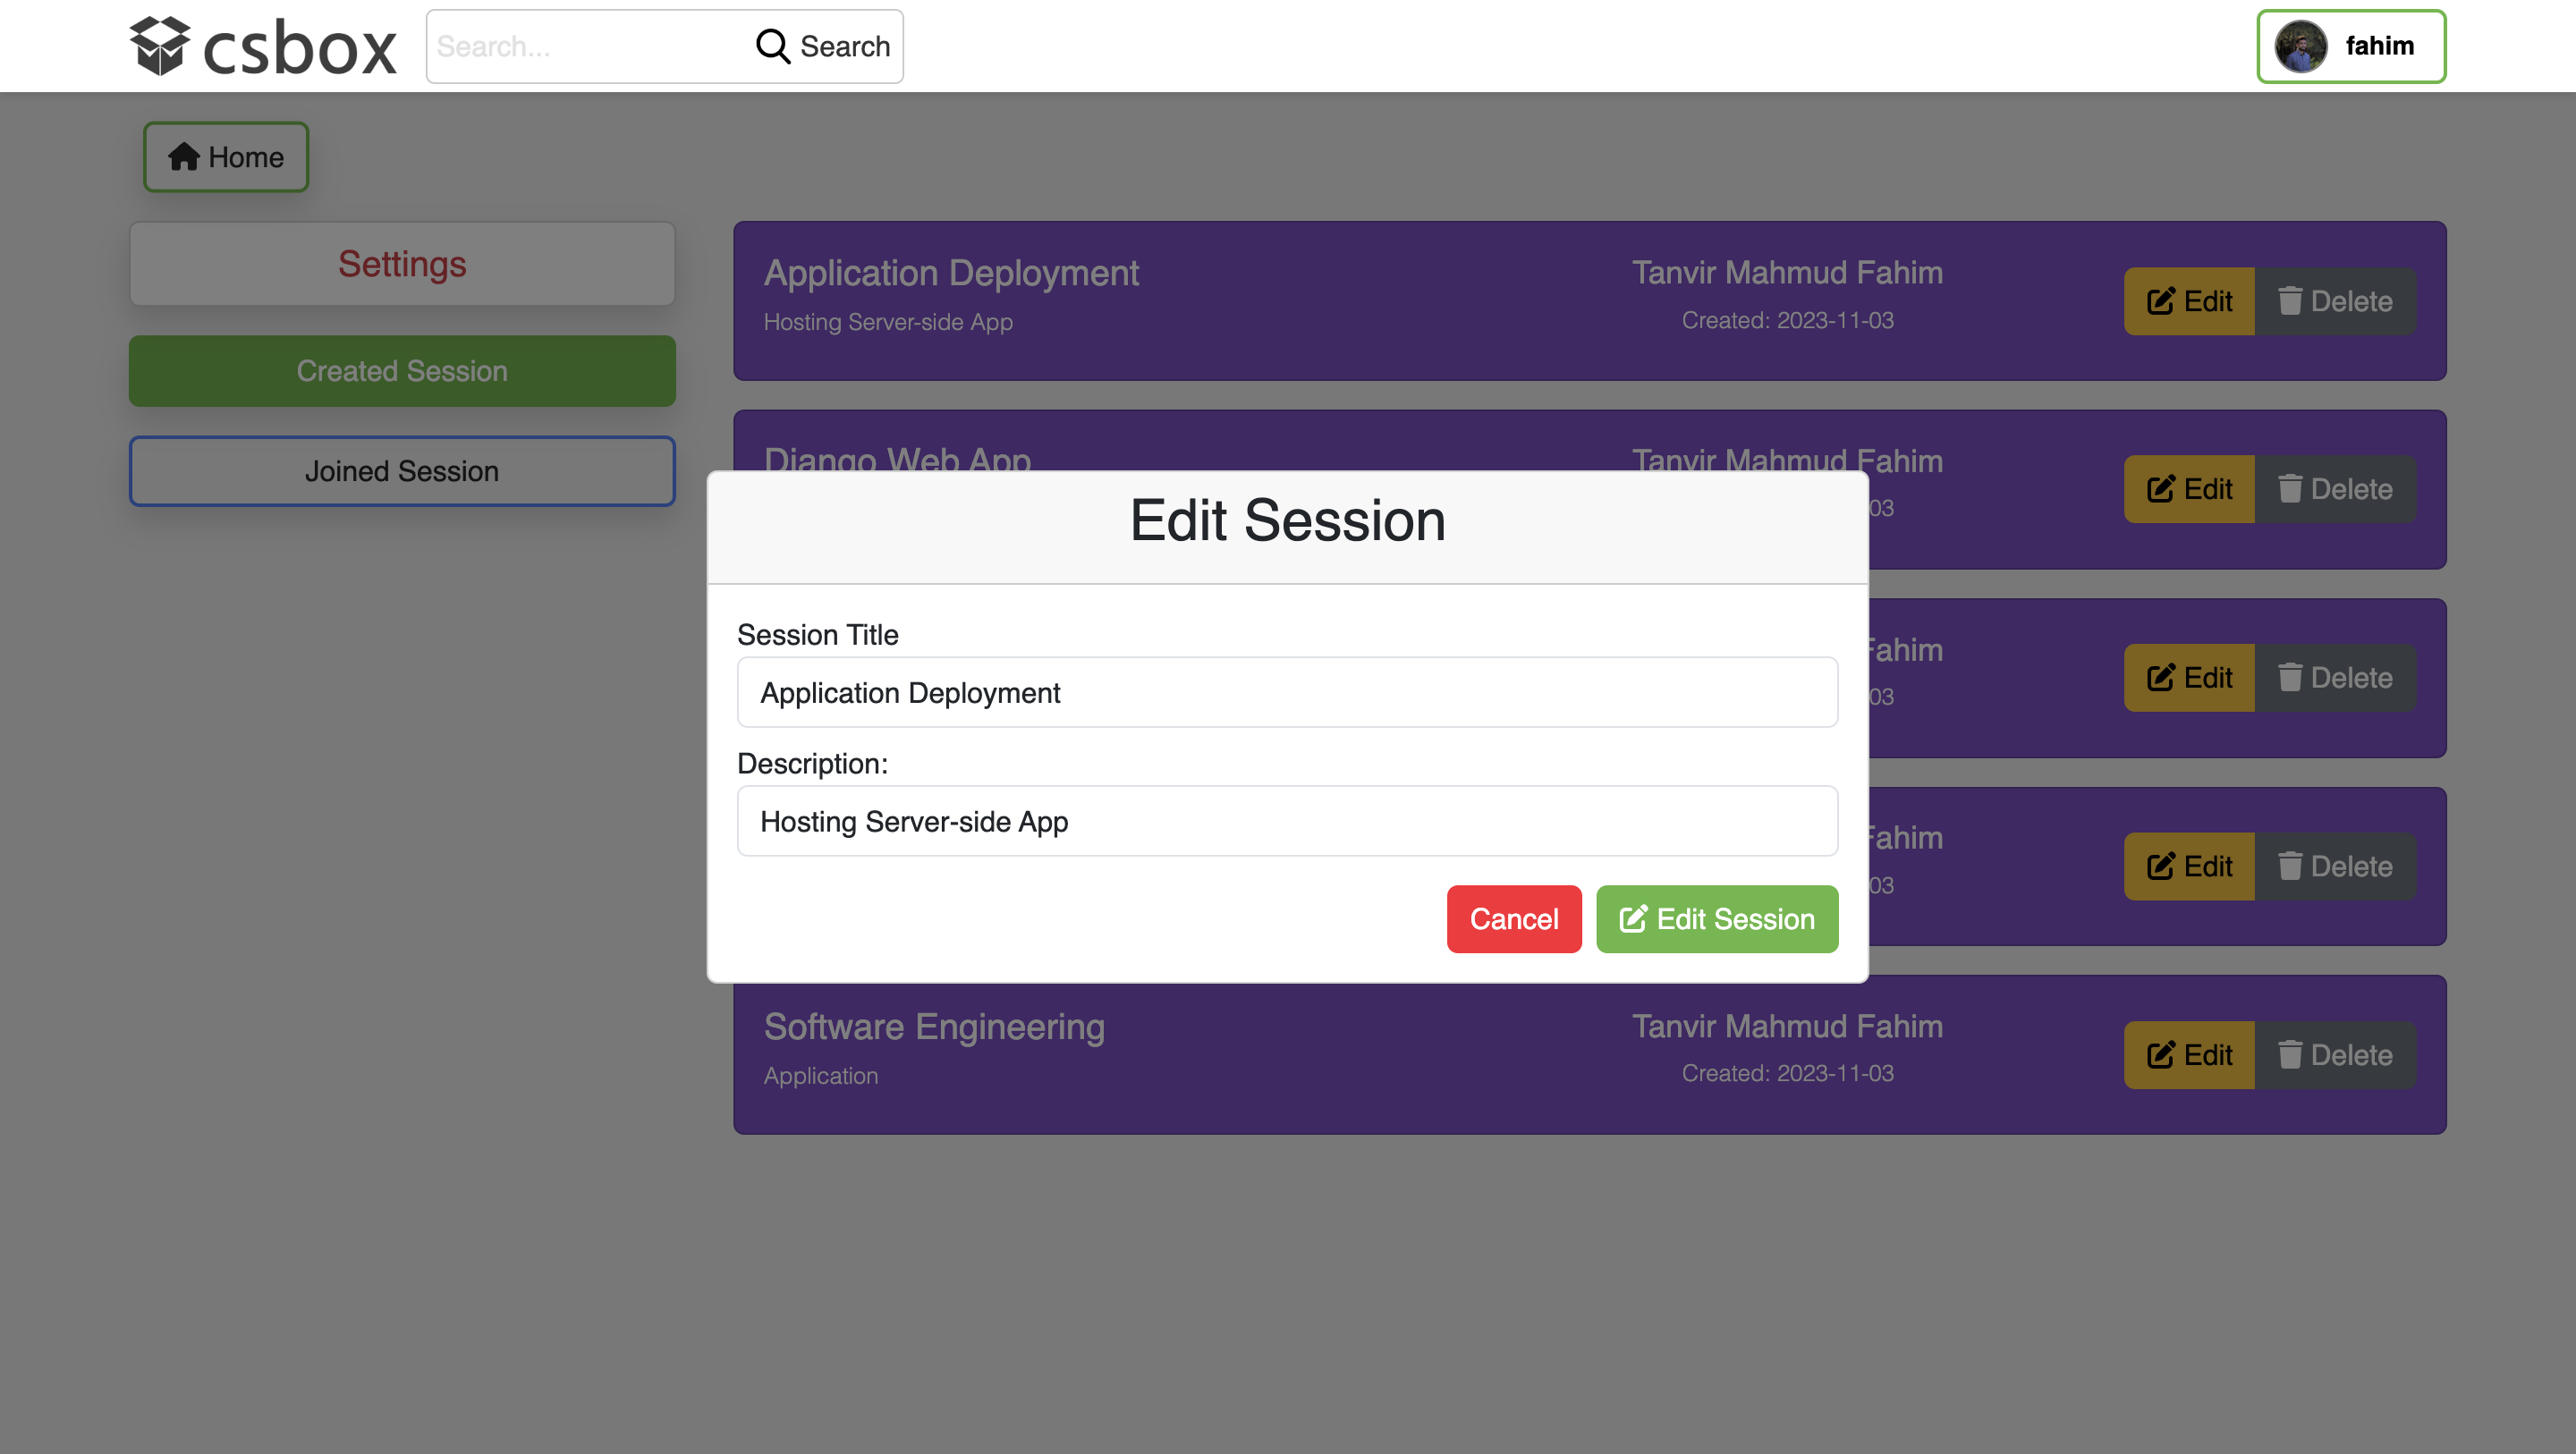 csbox
Search...
Search
fahim
Home
Settings
Created Session
Joined Session
Application Deployment
Hosting Server-side App
Tanvir Mahmud Fahim
Created: 2023-11-03
Edit
Delete
Django Web App
Tanvir Mahmud Fahim
03
Edit
Delete
Fahim
03
Edit
Delete
Fahim
03
Edit
Delete
Software Engineering
Application
Tanvir Mahmud Fahim
Created: 2023-11-03
Edit
Delete
Edit Session
Session Title
Application Deployment
Description:
Hosting Server-side App
Cancel
Edit Session